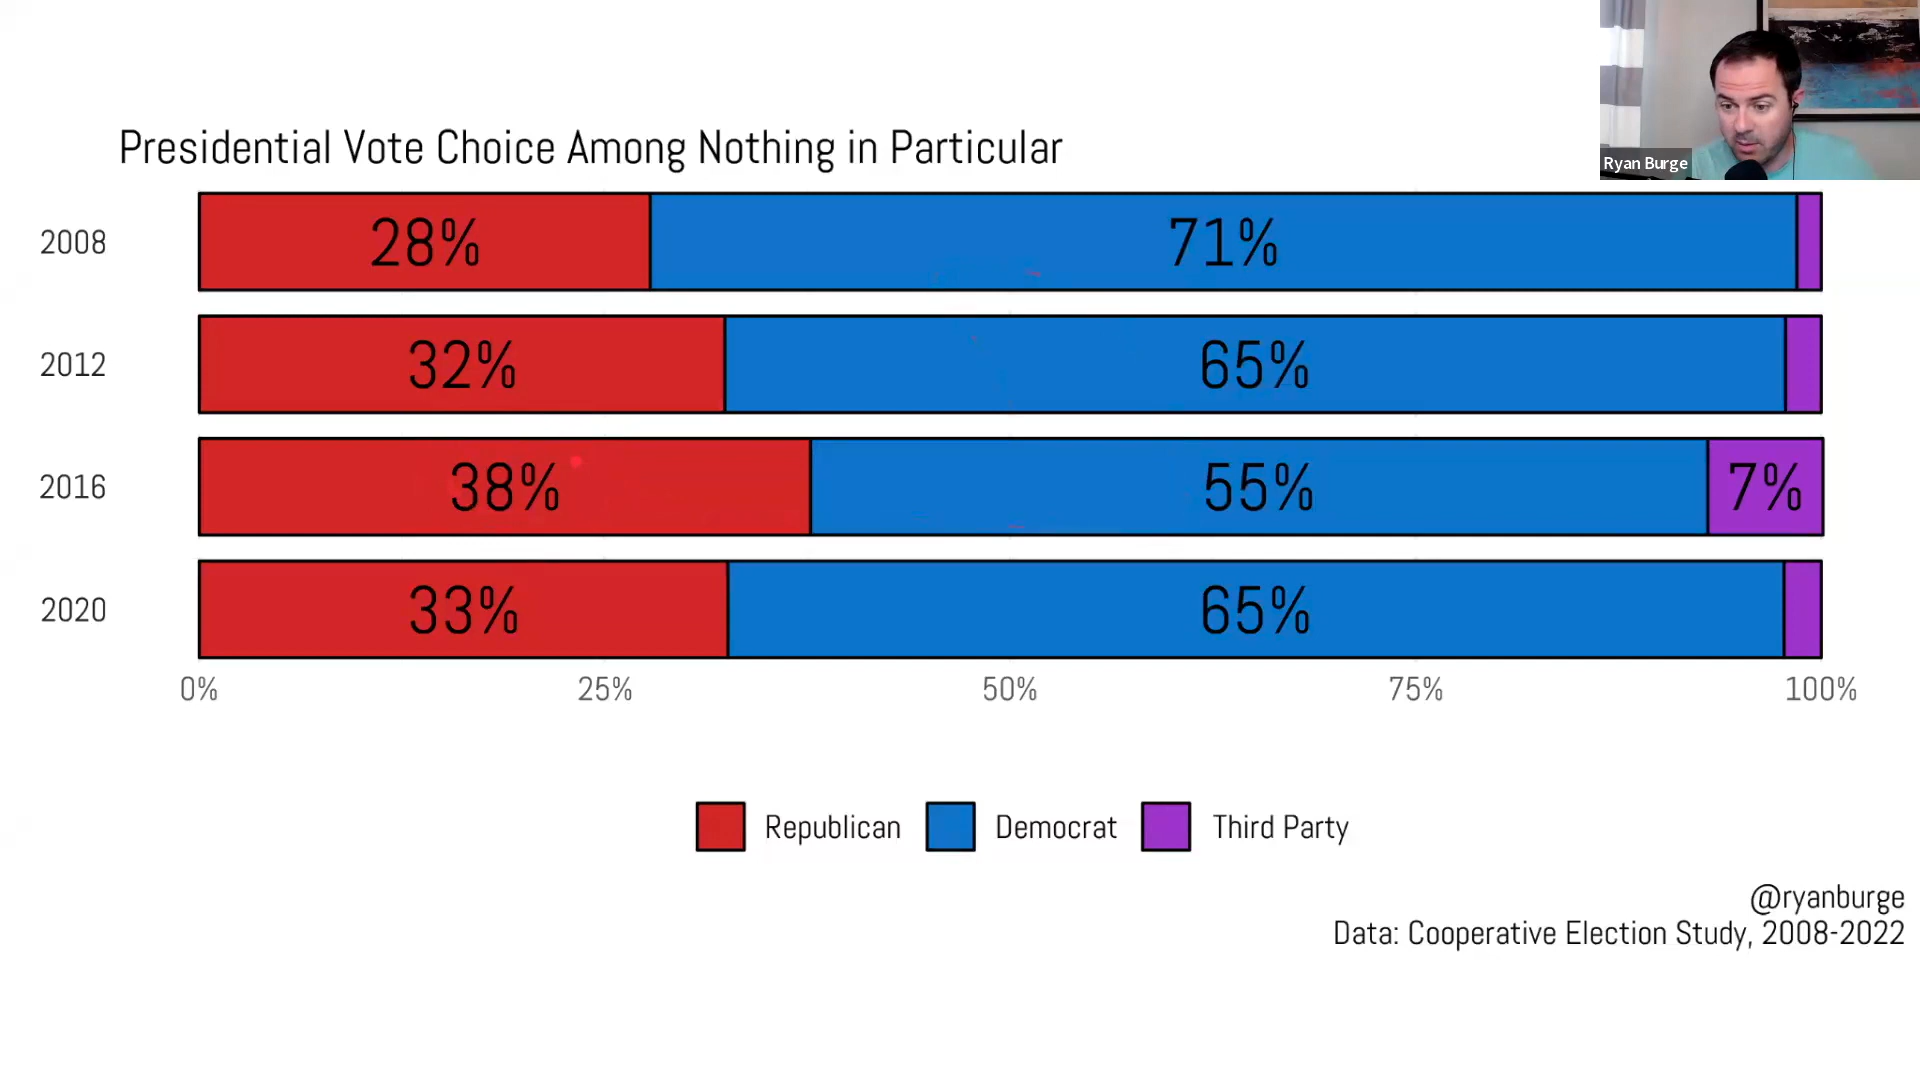 Presidential Vote Choice Among Nothing in Particular
Ryan Burge
2008 28% 71%
2012 32% 65%
2016 38% 55% 7%
2020 33% 65%
0% 25% 50% 75% 100%
Republican Democrat Third Party
@ryanburge
Data: Cooperative Election Study, 2008-2022